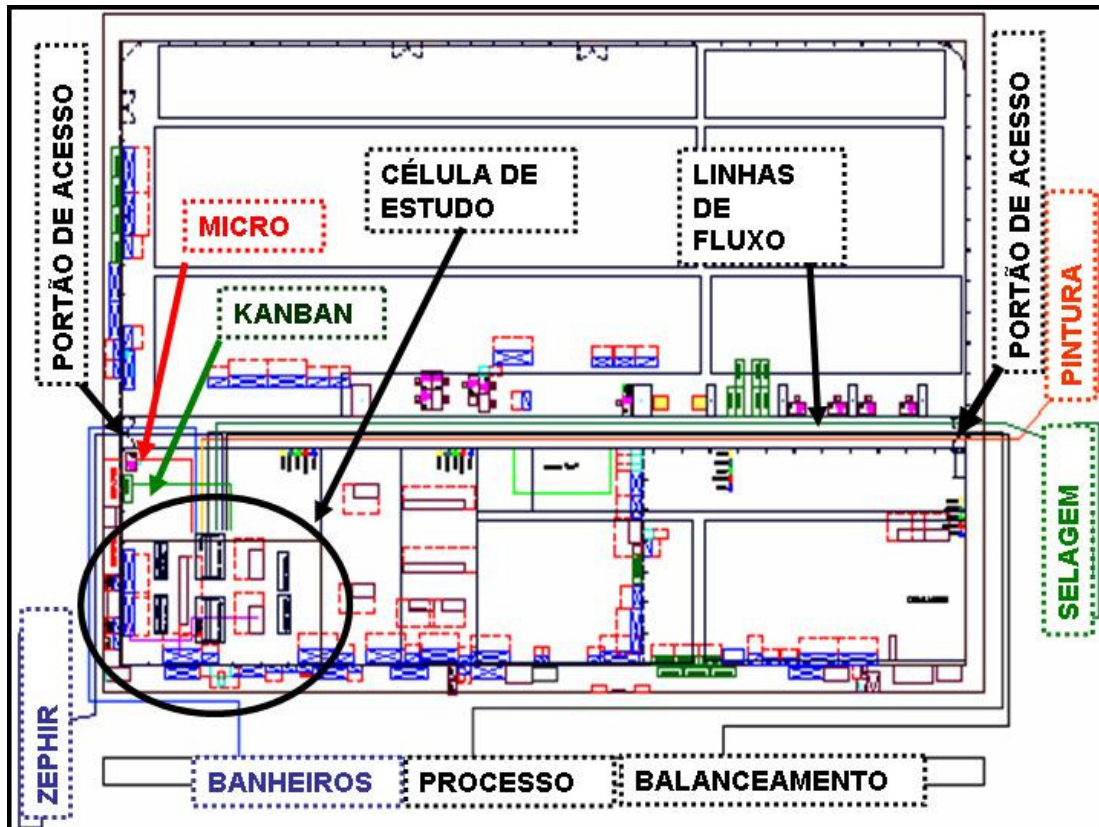 PORTÃO DE ACESSO
MICRO
KANBAN
CÉLULA DE
ESTUDO
LINHAS
DE
FLUXO
PORTÃO DE ACESSO
PINTURA
SELAGEM
ZEPHIR
BANHEIROS
PROCESSO
BALANCEAMENTO